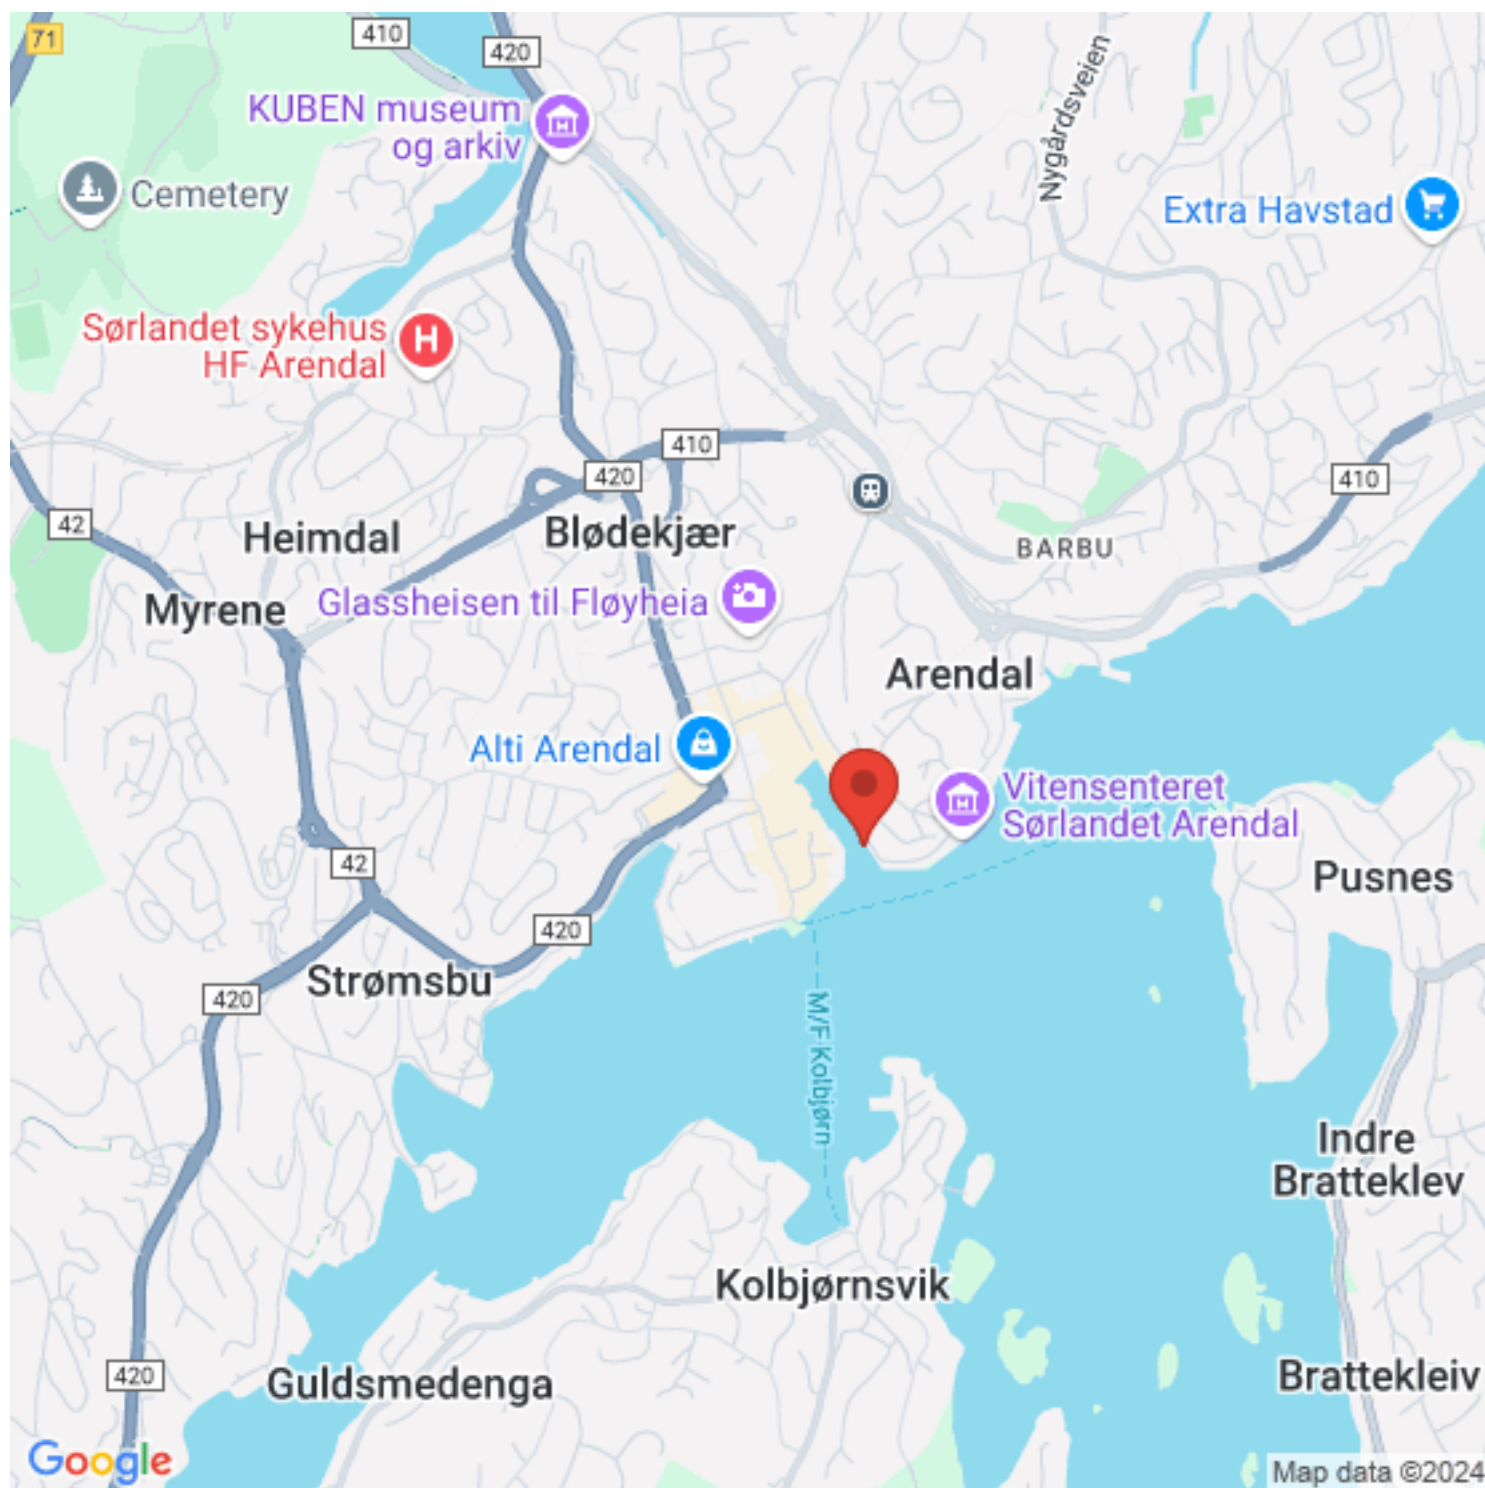 71
410
420
KUBEN museum
og arkiv
Nygårdsveien
Cemetery
Extra Havstad
Sørlandet sykehus
HF Arendal
410
420
410
42
Heimdal
Blødekjær
BARBU
Glassheisen til Fløyheia
Myrene
Arendal
Alti Arendal
Vitensenteret
Sørlandet Arendal
42
Pusnes
420
Strømsbu
420
M/F Kolbjørn
Indre
Bratteklev
Kolbjørnsvik
420
Guldsmedenga
Brattekleiv
Google
Map data ©2024